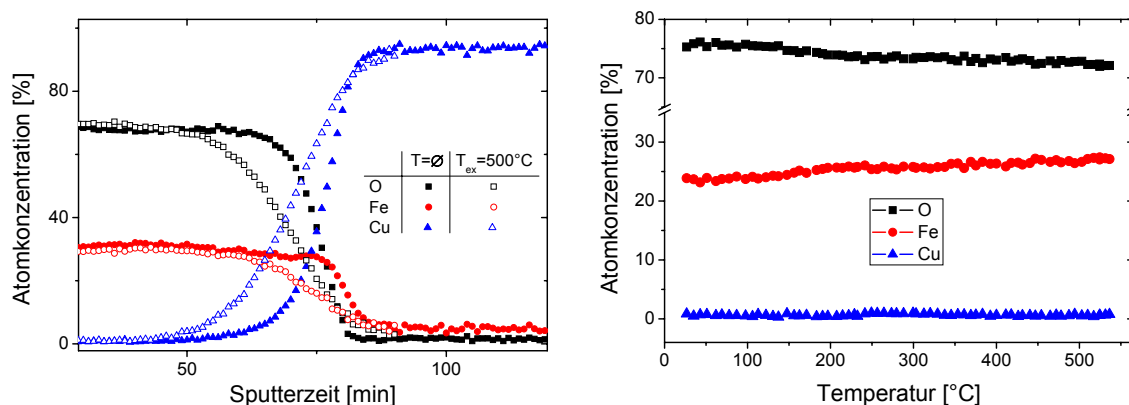 Atomkonzentration [%]
80
40
0
50
100
Sputterzeit [min]
T=Ø T_ex=500°C
O
Fe
Cu
Atomkonzentration [%]
80
70
30
20
10
0
0 100 200 300 400 500
Temperatur [°C]
O
Fe
Cu